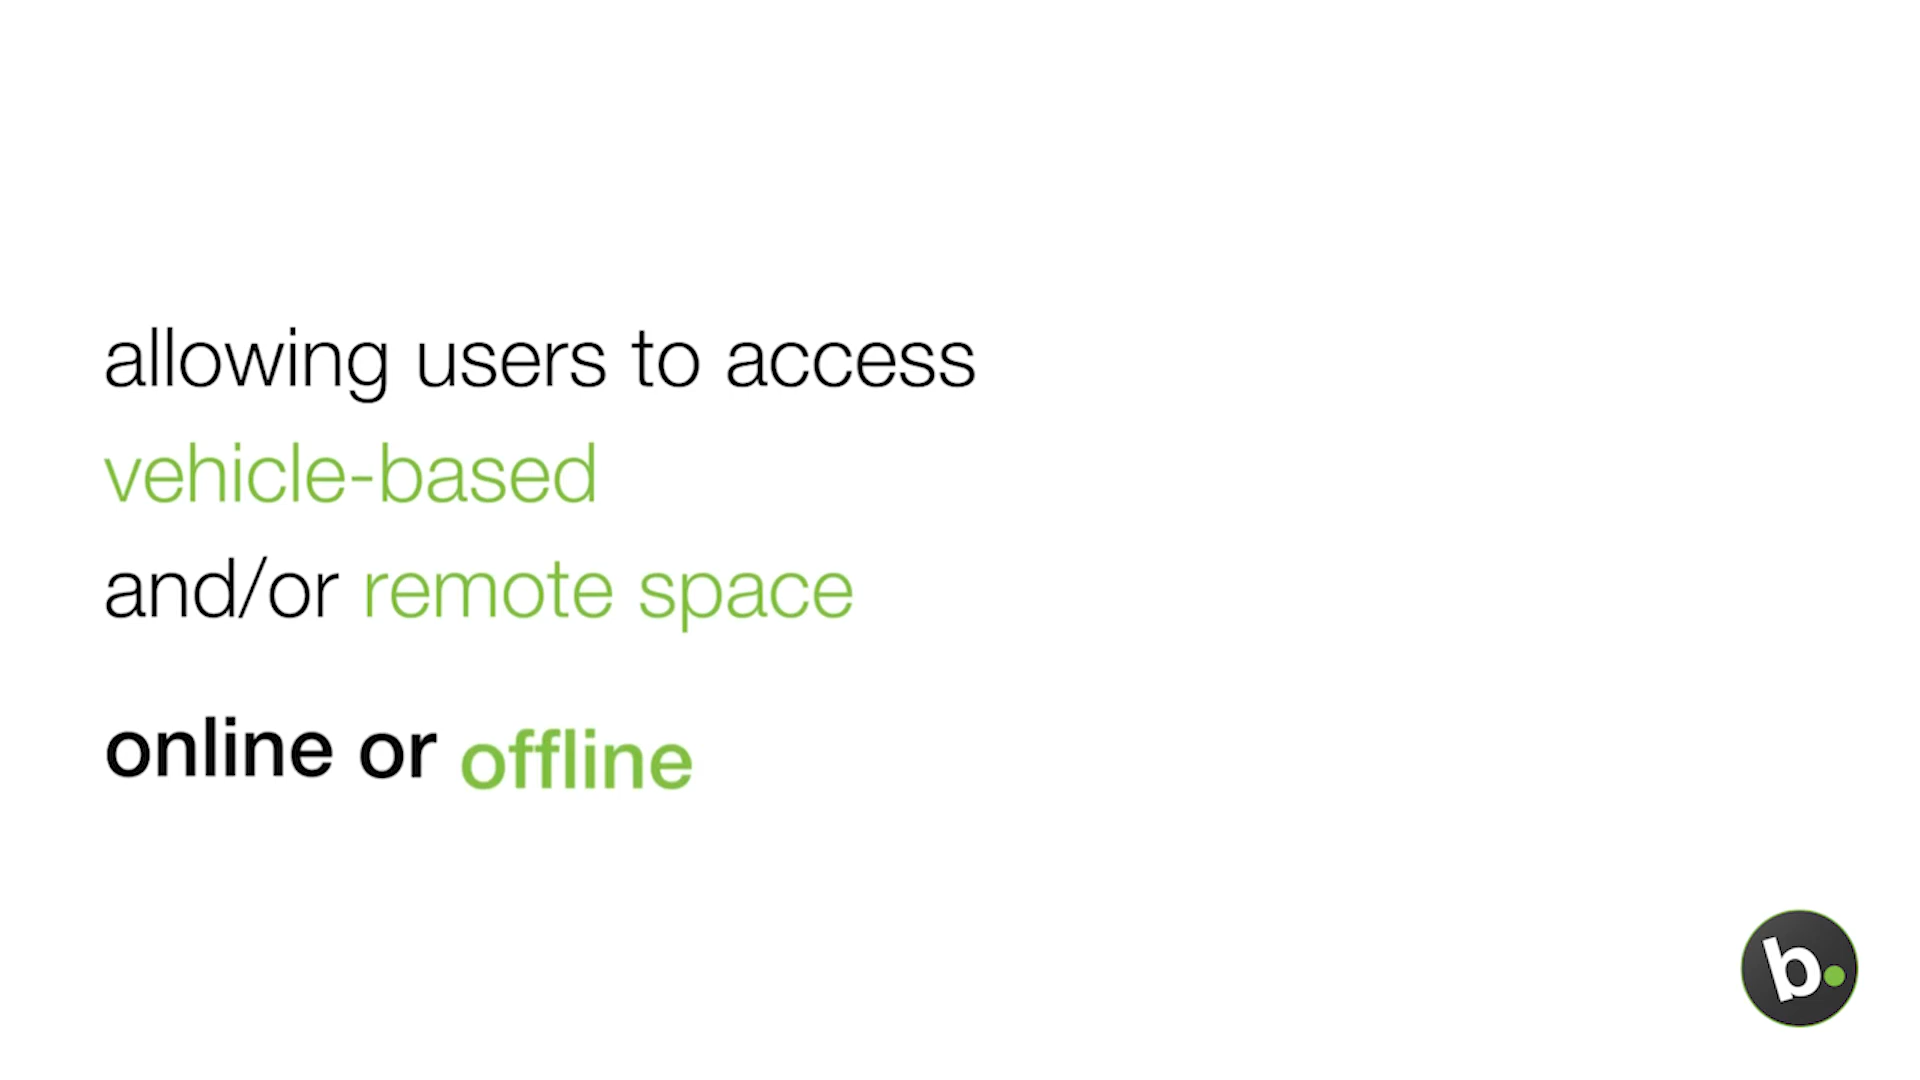 allowing users to access
vehicle-based
and/or remote space
online or offline
b.